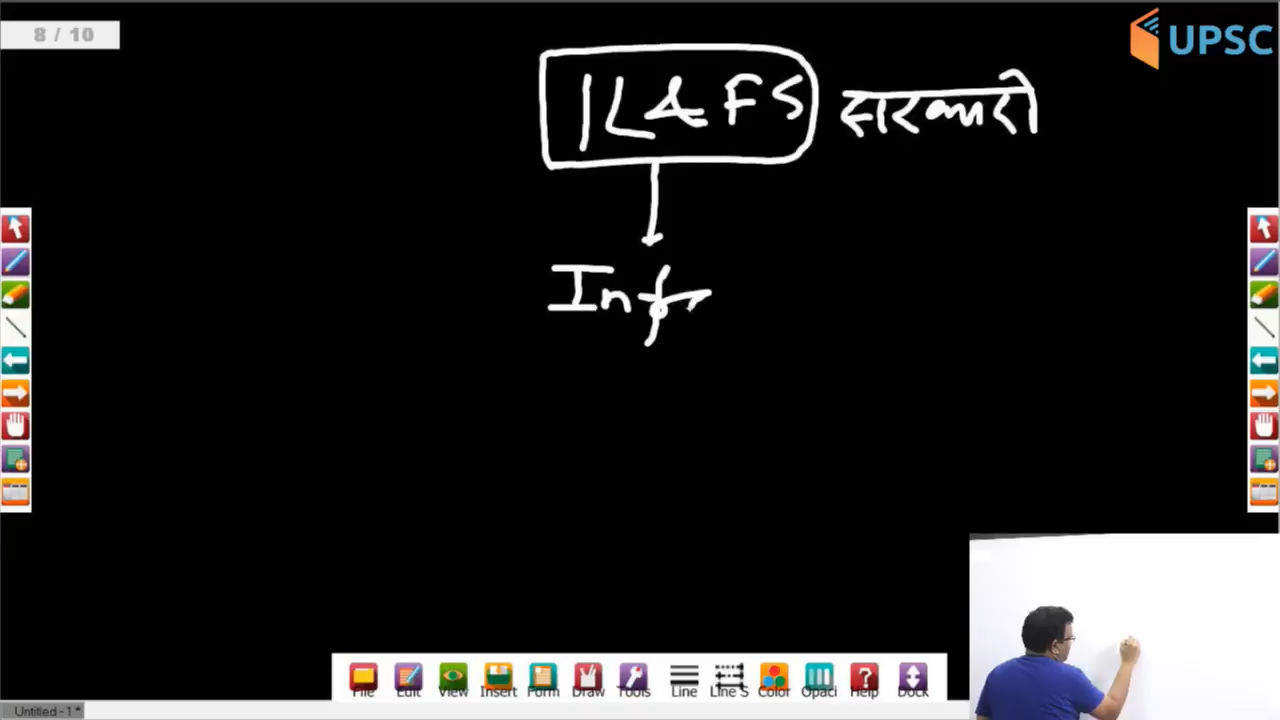 8 / 10
UPSC
IL&FS सरकारी
Infr
File Edit View Insert Form Draw Tools Line Line S Color Opaci Help Dock
Untitled - 1 *